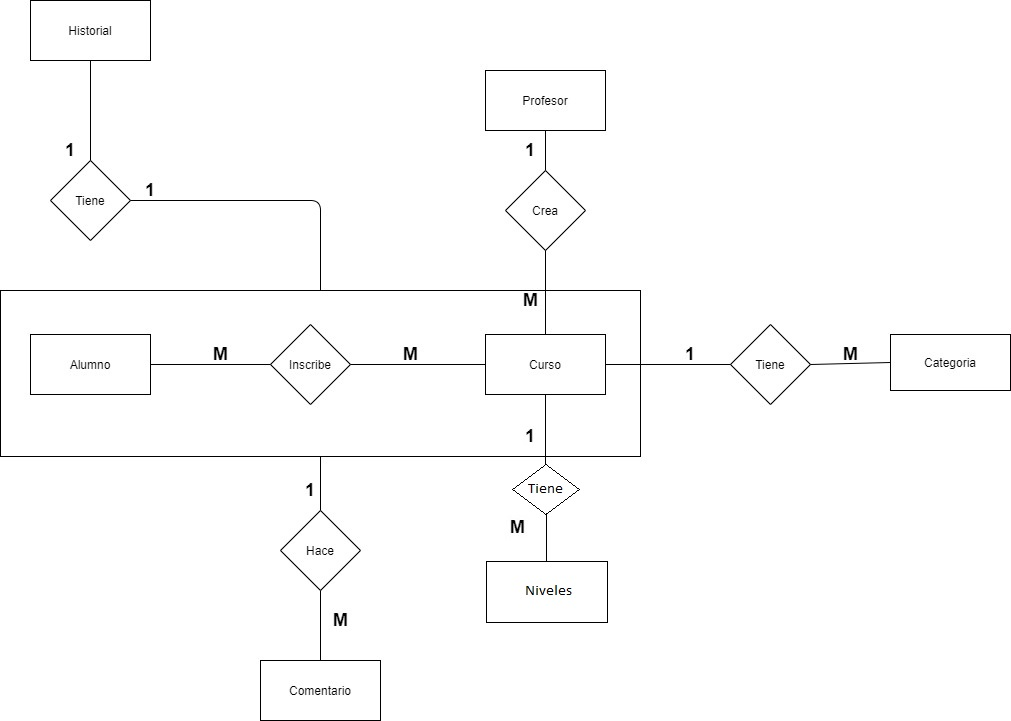 Historial
Profesor
1
1
Tiene
1
Crea
M
Alumno
M
Inscribe
M
Curso
1
Tiene
M
Categoria
1
1
Tiene
M
Hace
Niveles
M
Comentario